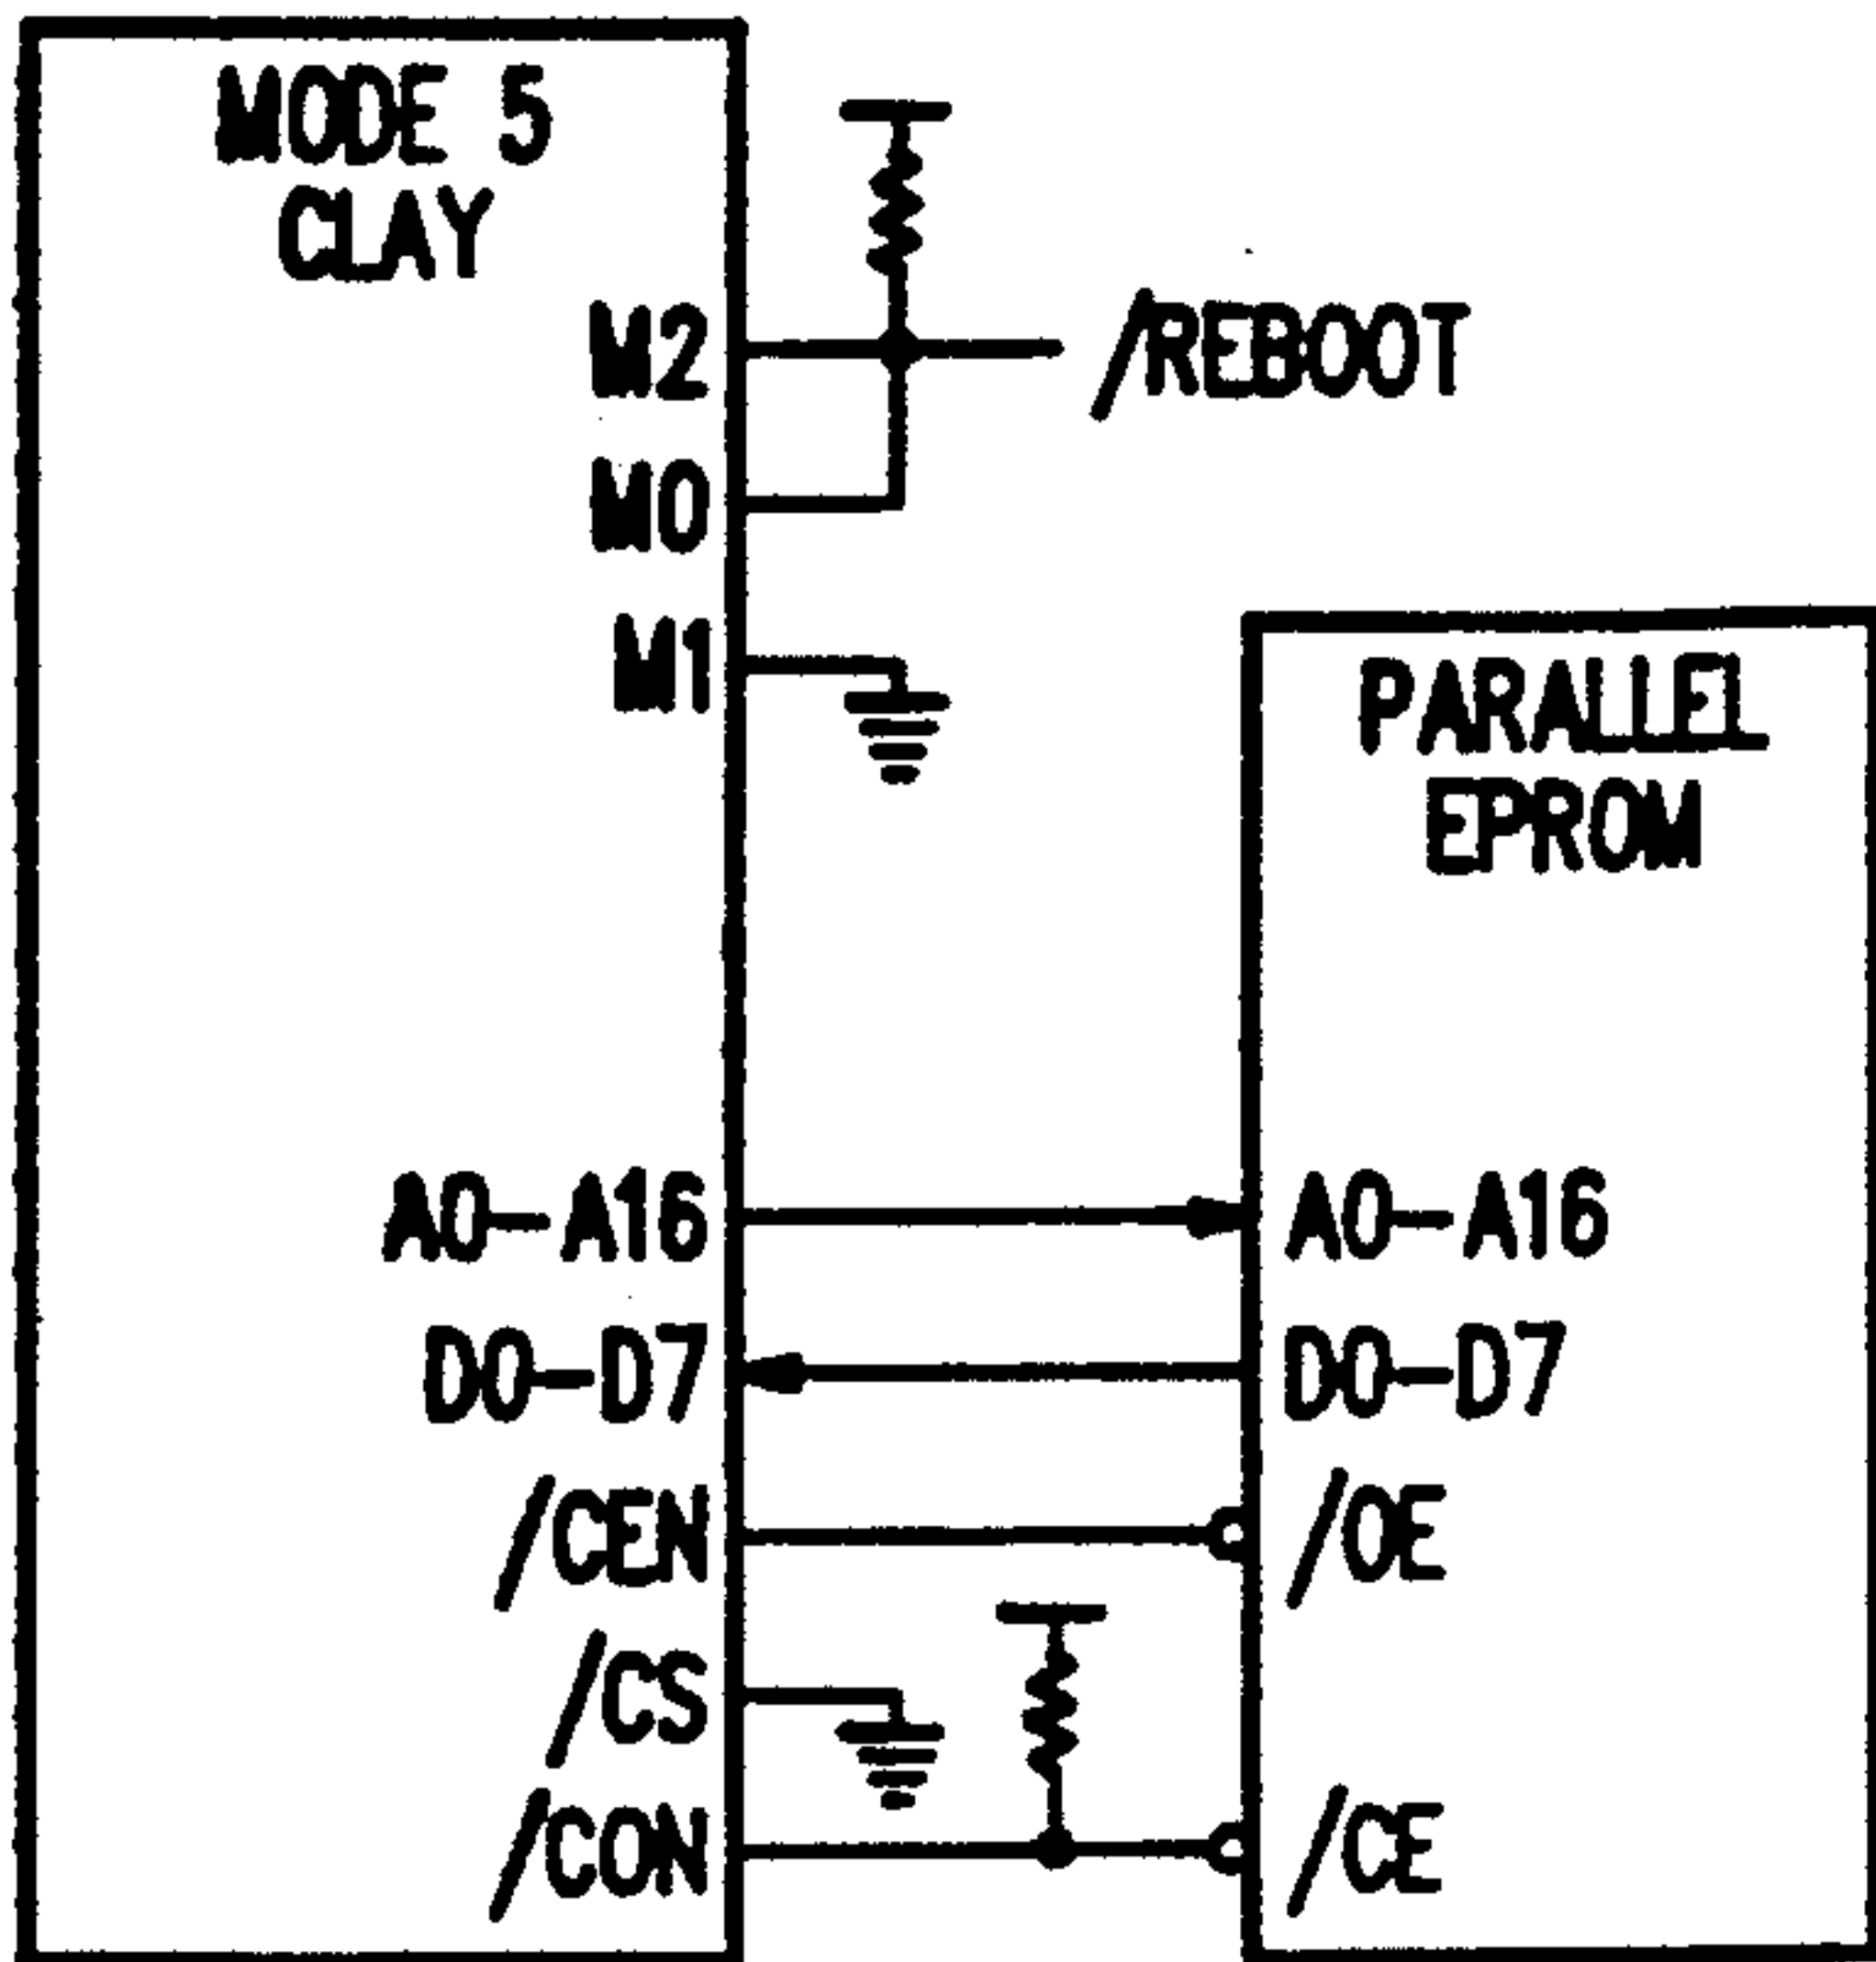 MODE 5
CLAY
M2
/REBOOT
M0
M1
PARALLEL
EPROM
A0-A16
A0-A16
D0-D7
D0-D7
/CEN
/OE
/CS
/CON
/CE